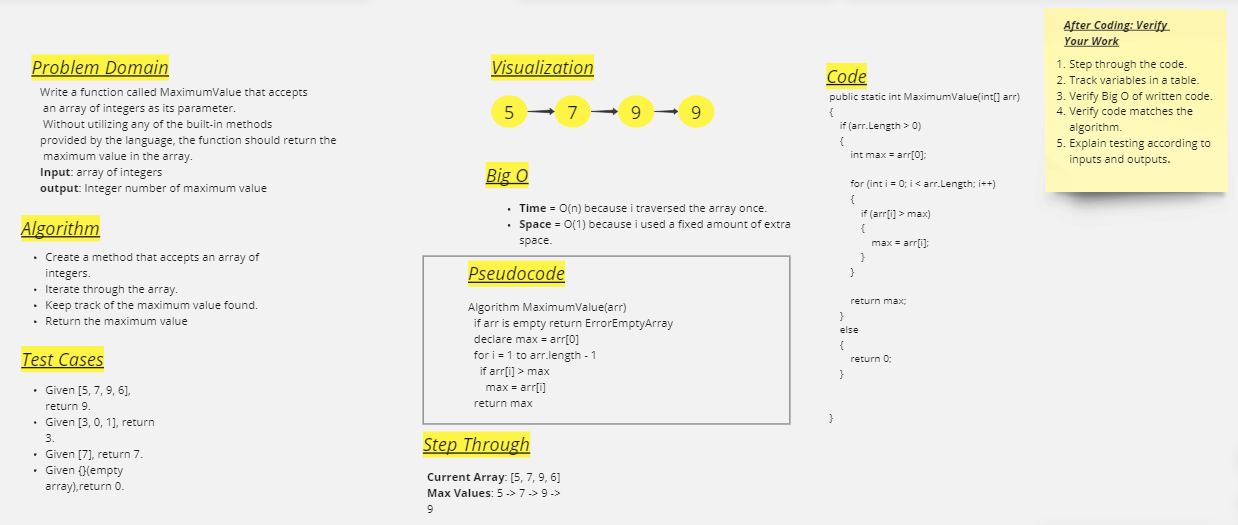 Problem Domain
Write a function called MaximumValue that accepts
an array of integers as its parameter.
Without utilizing any of the built-in methods
provided by the language, the function should return the
maximum value in the array.
Input: array of integers
output: Integer number of maximum value
Algorithm
• Create a method that accepts an array of
integers.
• Iterate through the array.
• Keep track of the maximum value found.
• Return the maximum value
Test Cases
• Given [5, 7, 9, 6],
return 9.
• Given [3, 0, 1], return
3.
• Given [7], return 7.
• Given {}(empty
array),return 0.
Visualization
5 7 9 9
Big O
• Time = O(n) because i traversed the array once.
• Space = O(1) because i used a fixed amount of extra
space.
Pseudocode
Algorithm MaximumValue(arr)
if arr is empty return ErrorEmptyArray
declare max = arr[0]
for i = 1 to arr.length - 1
if arr[i] > max
max = arr[i]
return max
Step Through
Current Array: [5, 7, 9, 6]
Max Values: 5 -> 7 -> 9 ->
9
Code
public static int MaximumValue(int[] arr)
{
if (arr.Length > 0)
{
int max = arr[0];
for (int i = 0; i < arr.Length; i++)
{
if (arr[i] > max)
{
max = arr[i];
}
}
return max;
}
else
{
return 0;
}
}
After Coding: Verify
Your Work
1. Step through the code.
2. Track variables in a table.
3. Verify Big O of written code.
4. Verify code matches the
algorithm.
5. Explain testing according to
inputs and outputs.